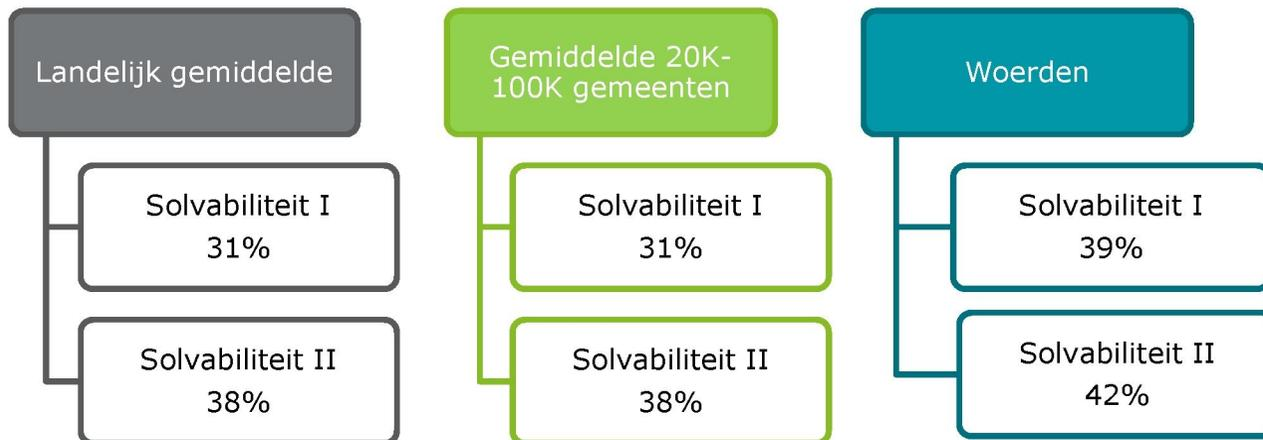 Landelijk gemiddelde
Solvabiliteit I
31%
Solvabiliteit II
38%
Gemiddelde 20K-
100K gemeenten
Solvabiliteit I
31%
Solvabiliteit II
38%
Woerden
Solvabiliteit I
39%
Solvabiliteit II
42%